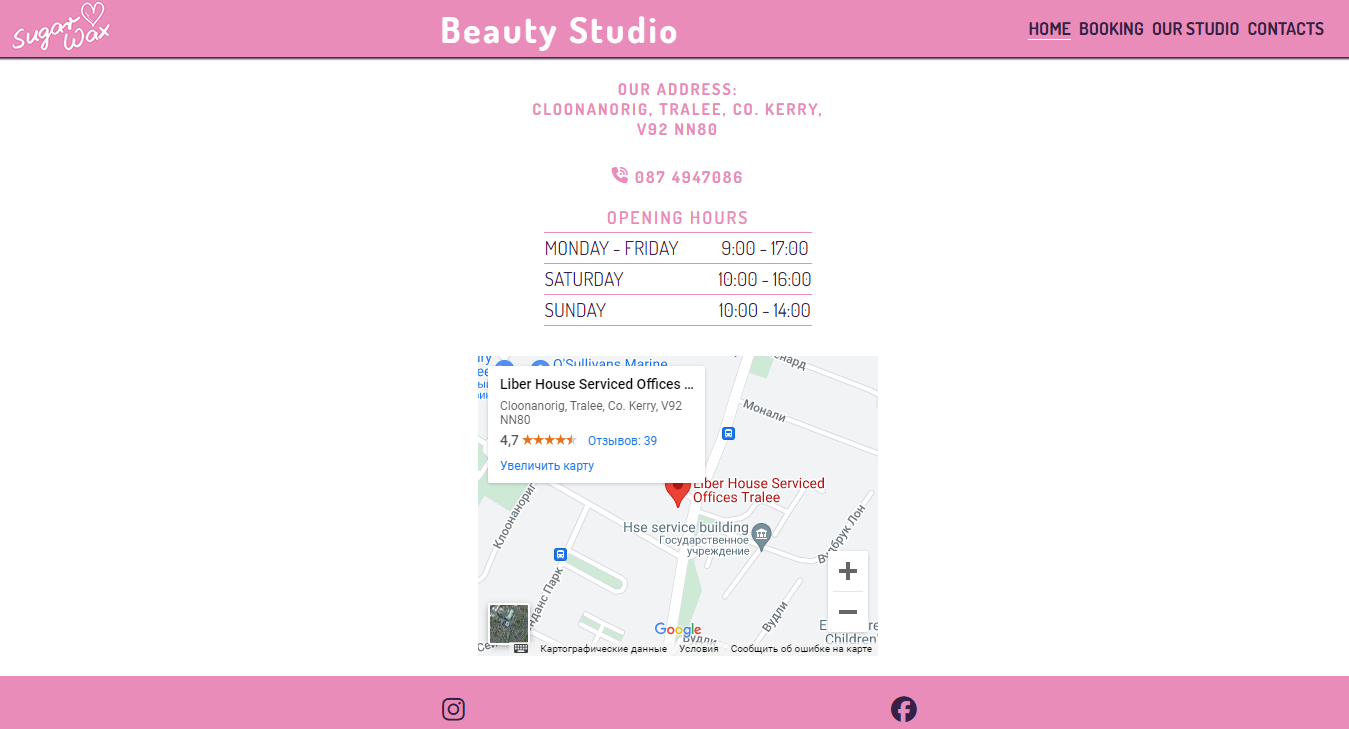 Sugar Wax
Beauty Studio
HOME BOOKING OUR STUDIO CONTACTS
OUR ADDRESS:
CLOONANORIG, TRALEE, CO. KERRY,
V92 NN80
087 4947086
OPENING HOURS
MONDAY - FRIDAY 9:00 - 17:00
SATURDAY 10:00 - 16:00
SUNDAY 10:00 - 14:00
O'Sullivans Marine
Liber House Serviced Offices ...
Cloonanorig, Tralee, Co. Kerry, V92
NN80
4,7 Отзывов: 39
Увеличить карту
Монали
Liber House Serviced
Offices Tralee
Клоонанориг
Hse service building
Государственное
учреждение
Вудбрук Лон
Парк
Вудли
Вудли
Children'
Google
Картографические данные Условия Сообщить об ошибке на карте